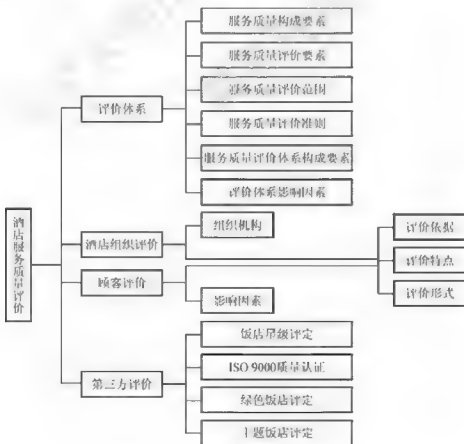 服务质量构成要素
服务质量评价要素
服务质量评价范围
服务质量评价准则
服务质量评价体系构成要素
评价体系影响因素
评价体系
酒店服务质量评价
酒店组织评价
组织机构
顾客评价
影响因素
评价依据
评价特点
评价形式
第三方评价
饭店星级评定
ISO 9000质量认证
绿色饭店评定
主题饭店评定